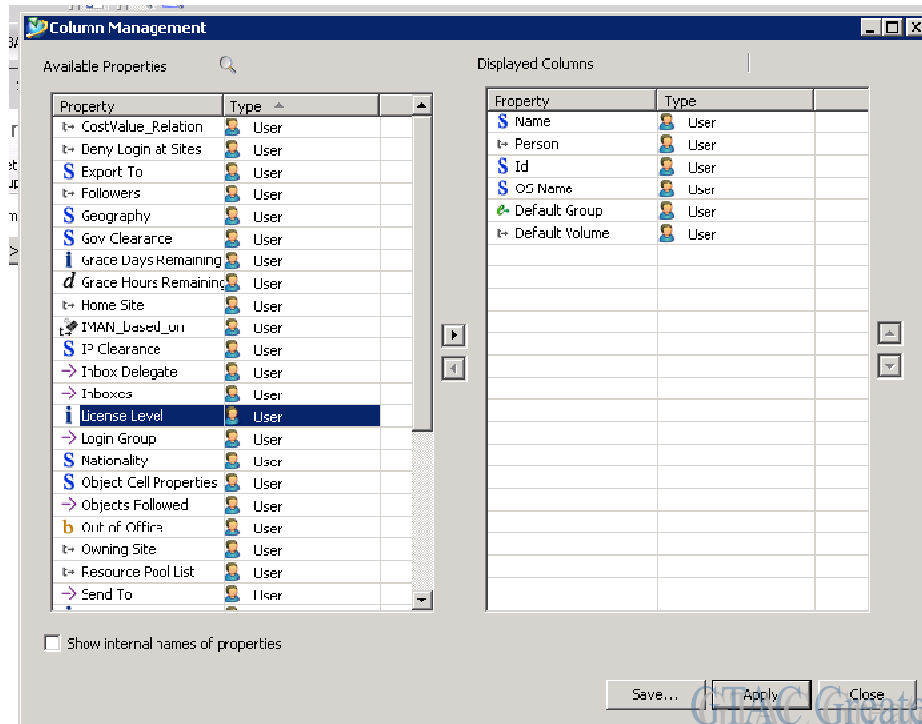 Column Management
Available Properties
Displayed Columns
Property Type
CostValue_Relation User
Deny Login at Sites User
Export To User
Followers User
Geography User
Gov Clearance User
Grace Days Remaining User
Grace Hours Remaining User
Home Site User
IMAN_based_on User
IP Clearance User
Inbox Delegate User
Inboxes User
License Level User
Login Group User
Nationality User
Object Cell Properties User
Objects Followed User
Out of Office User
Owning Site User
Resource Pool List User
Send To User
Property Type
Name User
Person User
Id User
OS Name User
Default Group User
Default Volume User
Show internal names of properties
Save... Apply Close
GTAC Greate